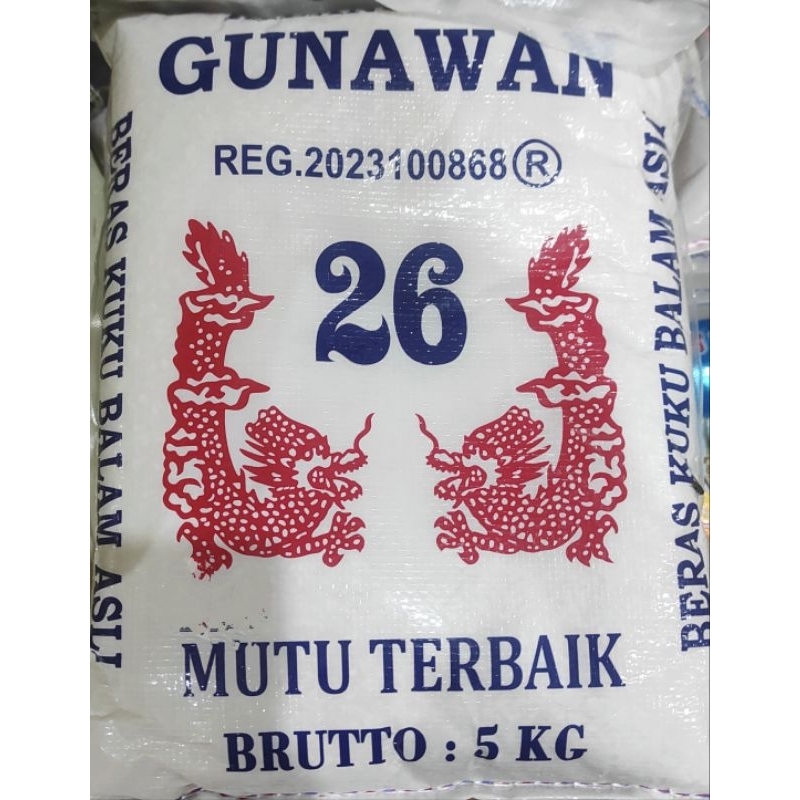 GUNAWAN
REG.2023100868®
26
BERAS KUKU BALAM ASLI
BERAS KUKU BALAM ASLI
MUTU TERBAIK
BRUTTO : 5 KG